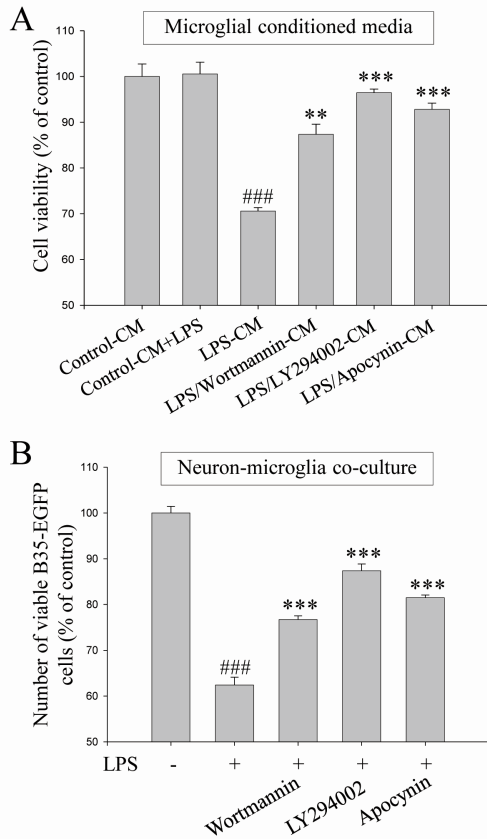 A
Microglial conditioned media
Cell viability (% of control)
110
100
90
80
70
60
50
###
**
***
***
Control-CM
Control-CM+LPS
LPS-CM
LPS/Wortmannin-CM
LPS/LY294002-CM
LPS/Apocynin-CM
B
Neuron-microglia co-culture
Number of viable B35-EGFP
cells (% of control)
110
100
90
80
70
60
50
###
***
***
***
LPS - + + + +
Wortmannin
LY294002
Apocynin